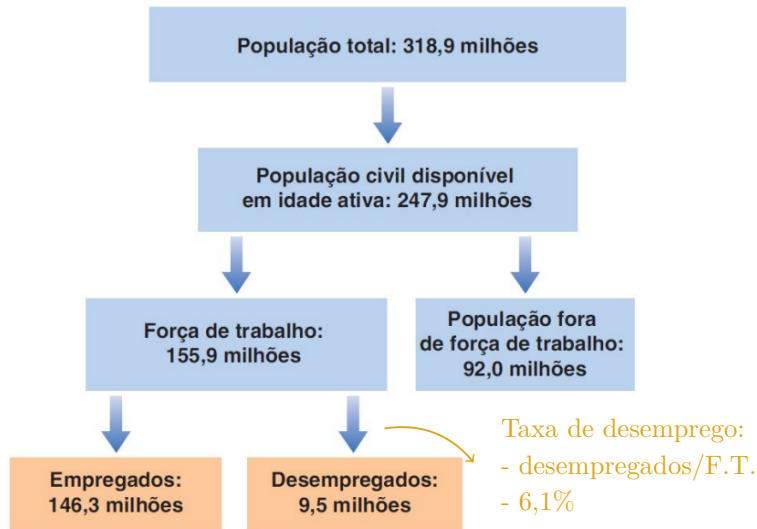 População total: 318,9 milhões
População civil disponível
em idade ativa: 247,9 milhões
Força de trabalho:
155,9 milhões
População fora
de força de trabalho:
92,0 milhões
Empregados:
146,3 milhões
Desempregados:
9,5 milhões
Taxa de desemprego:
- desempregados/F.T.
- 6,1%